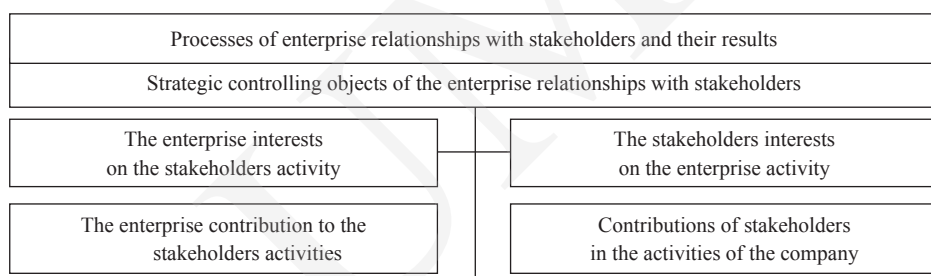 Processes of enterprise relationships with stakeholders and their results
Strategic controlling objects of the enterprise relationships with stakeholders
The enterprise interests
on the stakeholders activity
The stakeholders interests
on the enterprise activity
The enterprise contribution to the
stakeholders activities
Contributions of stakeholders
in the activities of the company